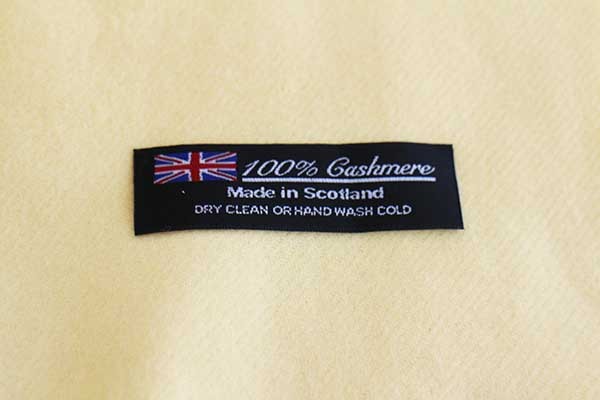 100% Cashmere
Made in Scotland
DRY CLEAN OR HAND WASH COLD